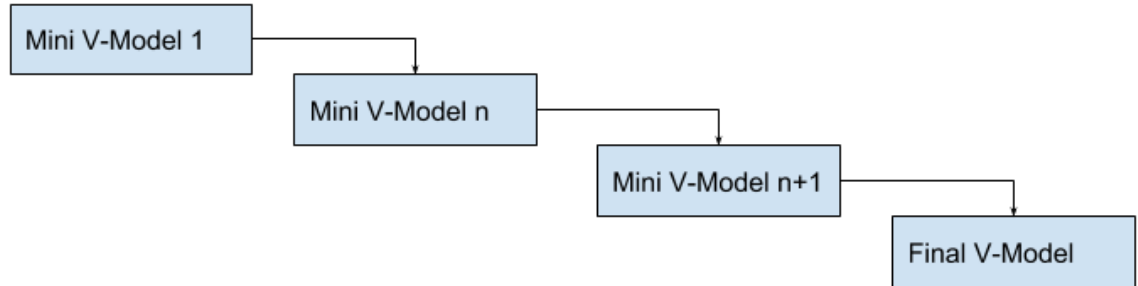 Mini V-Model 1
Mini V-Model n
Mini V-Model n+1
Final V-Model